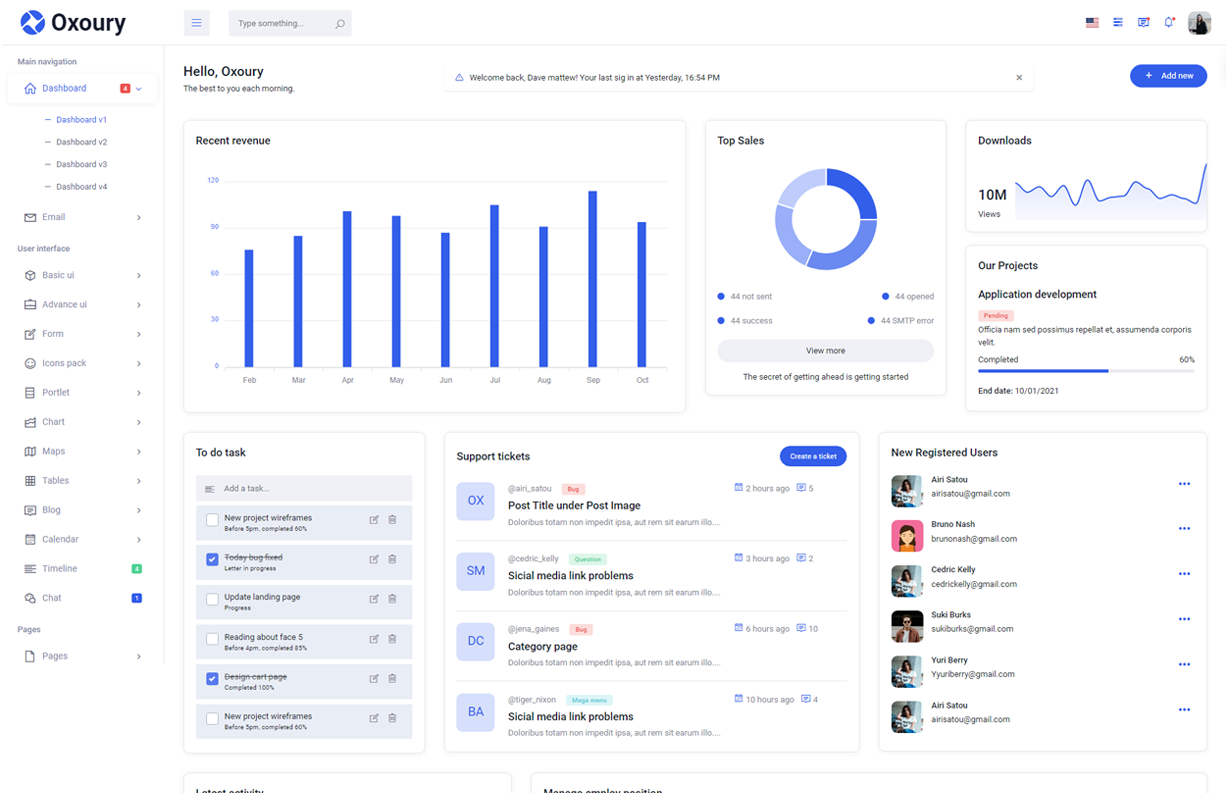 Oxoury
Type something...
Main navigation
Dashboard 4
Dashboard v1
Dashboard v2
Dashboard v3
Dashboard v4
Email
User interface
Basic ui
Advance ui
Form
Icons pack
Portlet
Chart
Maps
Tables
Blog
Calendar
Timeline 4
Chat 1
Pages
Pages
Hello, Oxoury
The best to you each morning.
Welcome back, Dave mattew! Your last sig in at Yesterday, 16:54 PM
×
+ Add new
Recent revenue
120
90
60
30
0
Feb Mar Apr May Jun Jul Aug Sep Oct
Top Sales
44 not sent 44 opened
44 success 44 SMTP error
View more
The secret of getting ahead is getting started
Downloads
10M
Views
Our Projects
Application development
Pending
Officia nam sed possimus repellat et, assumenda corporis
velit.
Completed 60%
End date: 10/01/2021
To do task
Add a task...
New project wireframes
Before 5pm, completed 60%
Today bug fixed
Letter in progress
Update landing page
Progress
Reading about face 5
Before 4pm, completed 85%
Design cart page
Completed 100%
New project wireframes
Before 5pm, completed 60%
Support tickets
Create a ticket
OX
@airi_satou Bug 2 hours ago 5
Post Title under Post Image
Doloribus totam non impedit ipsa, aut rem sit earum illo....
SM
@cedric_kelly Question 3 hours ago 2
Sicial media link problems
Doloribus totam non impedit ipsa, aut rem sit earum illo....
DC
@jena_gaines Bug 6 hours ago 10
Category page
Doloribus totam non impedit ipsa, aut rem sit earum illo....
BA
@tiger_nixon Mega menu 10 hours ago 4
Sicial media link problems
Doloribus totam non impedit ipsa, aut rem sit earum illo....
New Registered Users
Airi Satou
airisatou@gmail.com
Bruno Nash
brunonash@gmail.com
Cedric Kelly
cedrickelly@gmail.com
Suki Burks
sukiburks@gmail.com
Yuri Berry
Yyuriberry@gmail.com
Airi Satou
airisatou@gmail.com
Latest activity
Manage employ position